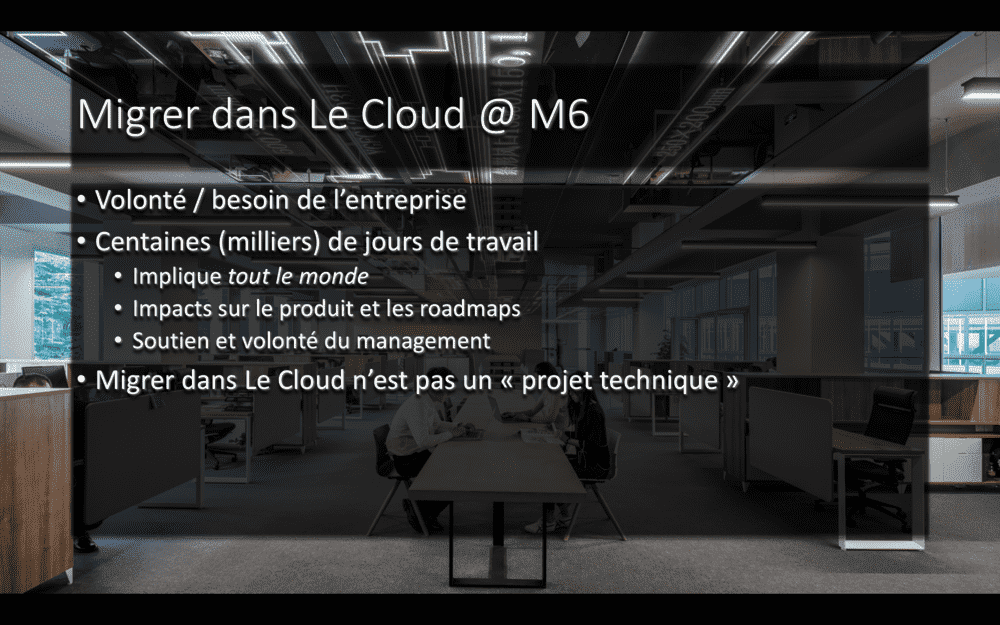 Migrer dans Le Cloud @ M6
• Volonté / besoin de l’entreprise
• Centaines (milliers) de jours de travail
• Implique tout le monde
• Impacts sur le produit et les roadmaps
• Soutien et volonté du management
• Migrer dans Le Cloud n’est pas un « projet technique »